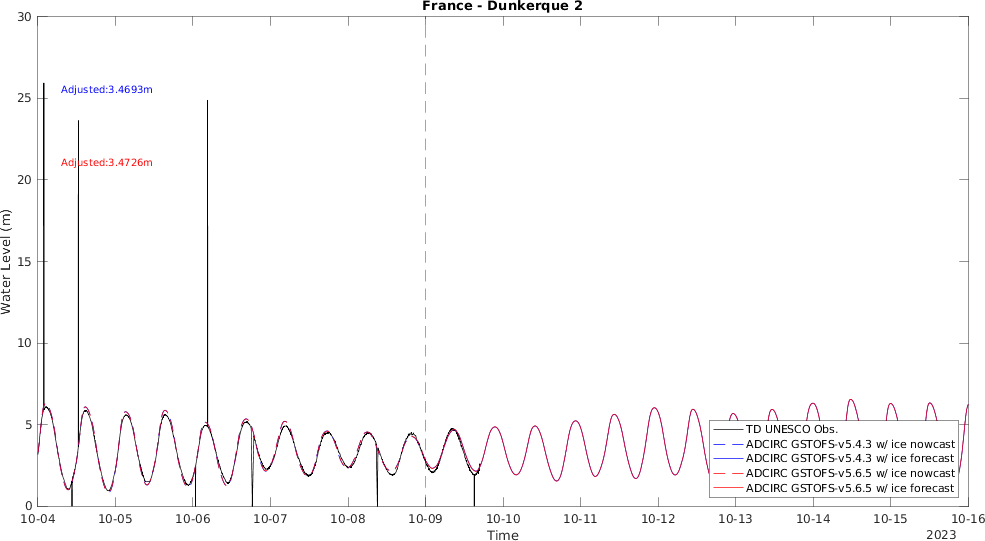 France - Dunkerque 2
30
25
20
15
10
5
0
Water Level (m)
Adjusted:3.4693m
Adjusted:3.4726m
TD UNESCO Obs.
ADCIRC GSTOFS-v5.4.3 w/ ice nowcast
ADCIRC GSTOFS-v5.4.3 w/ ice forecast
ADCIRC GSTOFS-v5.6.5 w/ ice nowcast
ADCIRC GSTOFS-v5.6.5 w/ ice forecast
10-04 10-05 10-06 10-07 10-08 10-09 10-10 10-11 10-12 10-13 10-14 10-15 10-16
Time
2023